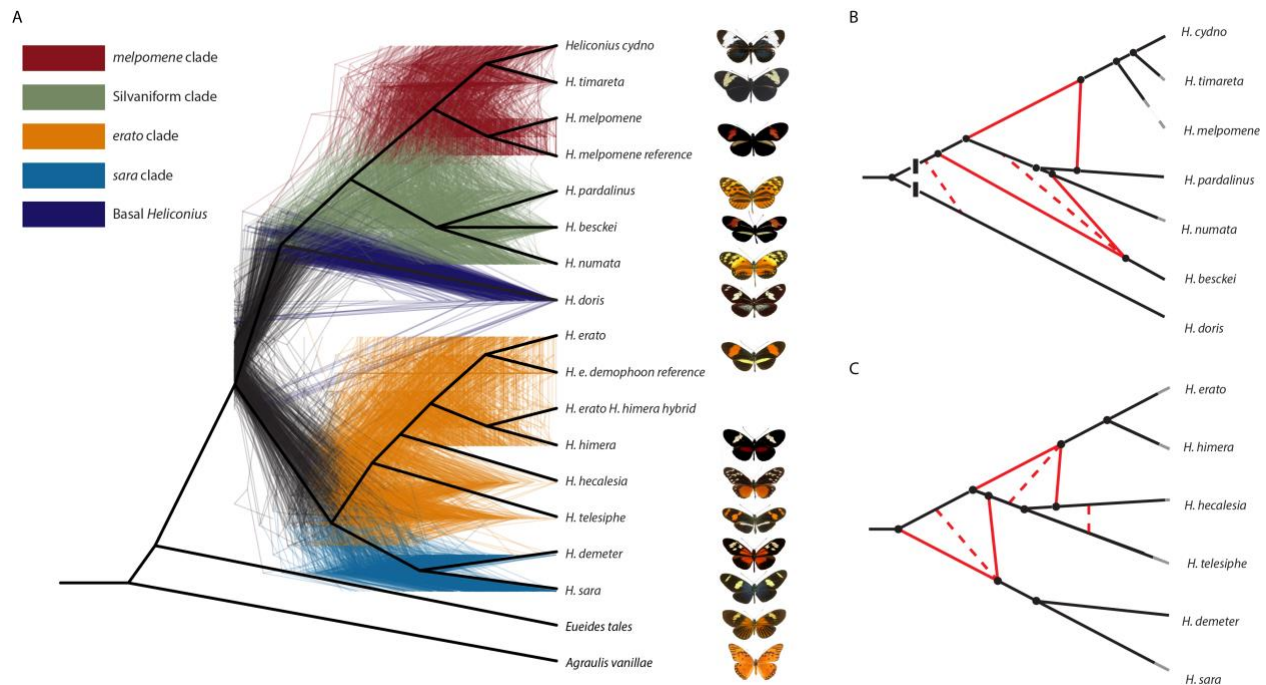 A
melpomene clade
Silvaniform clade
erato clade
sara clade
Basal Heliconius
Heliconius cydno
H. timareta
H. melpomene
H. melpomene reference
H. pardalinus
H. besckei
H. numata
H. doris
H. erato
H. e. demophoon reference
H. erato H. himera hybrid
H. himera
H. hecalesia
H. telesiphe
H. demeter
H. sara
Eueides tales
Agraulis vanillae
B
H. cydno
H. timareta
H. melpomene
H. pardalinus
H. numata
H. besckei
H. doris
C
H. erato
H. himera
H. hecalesia
H. telesiphe
H. demeter
H. sara